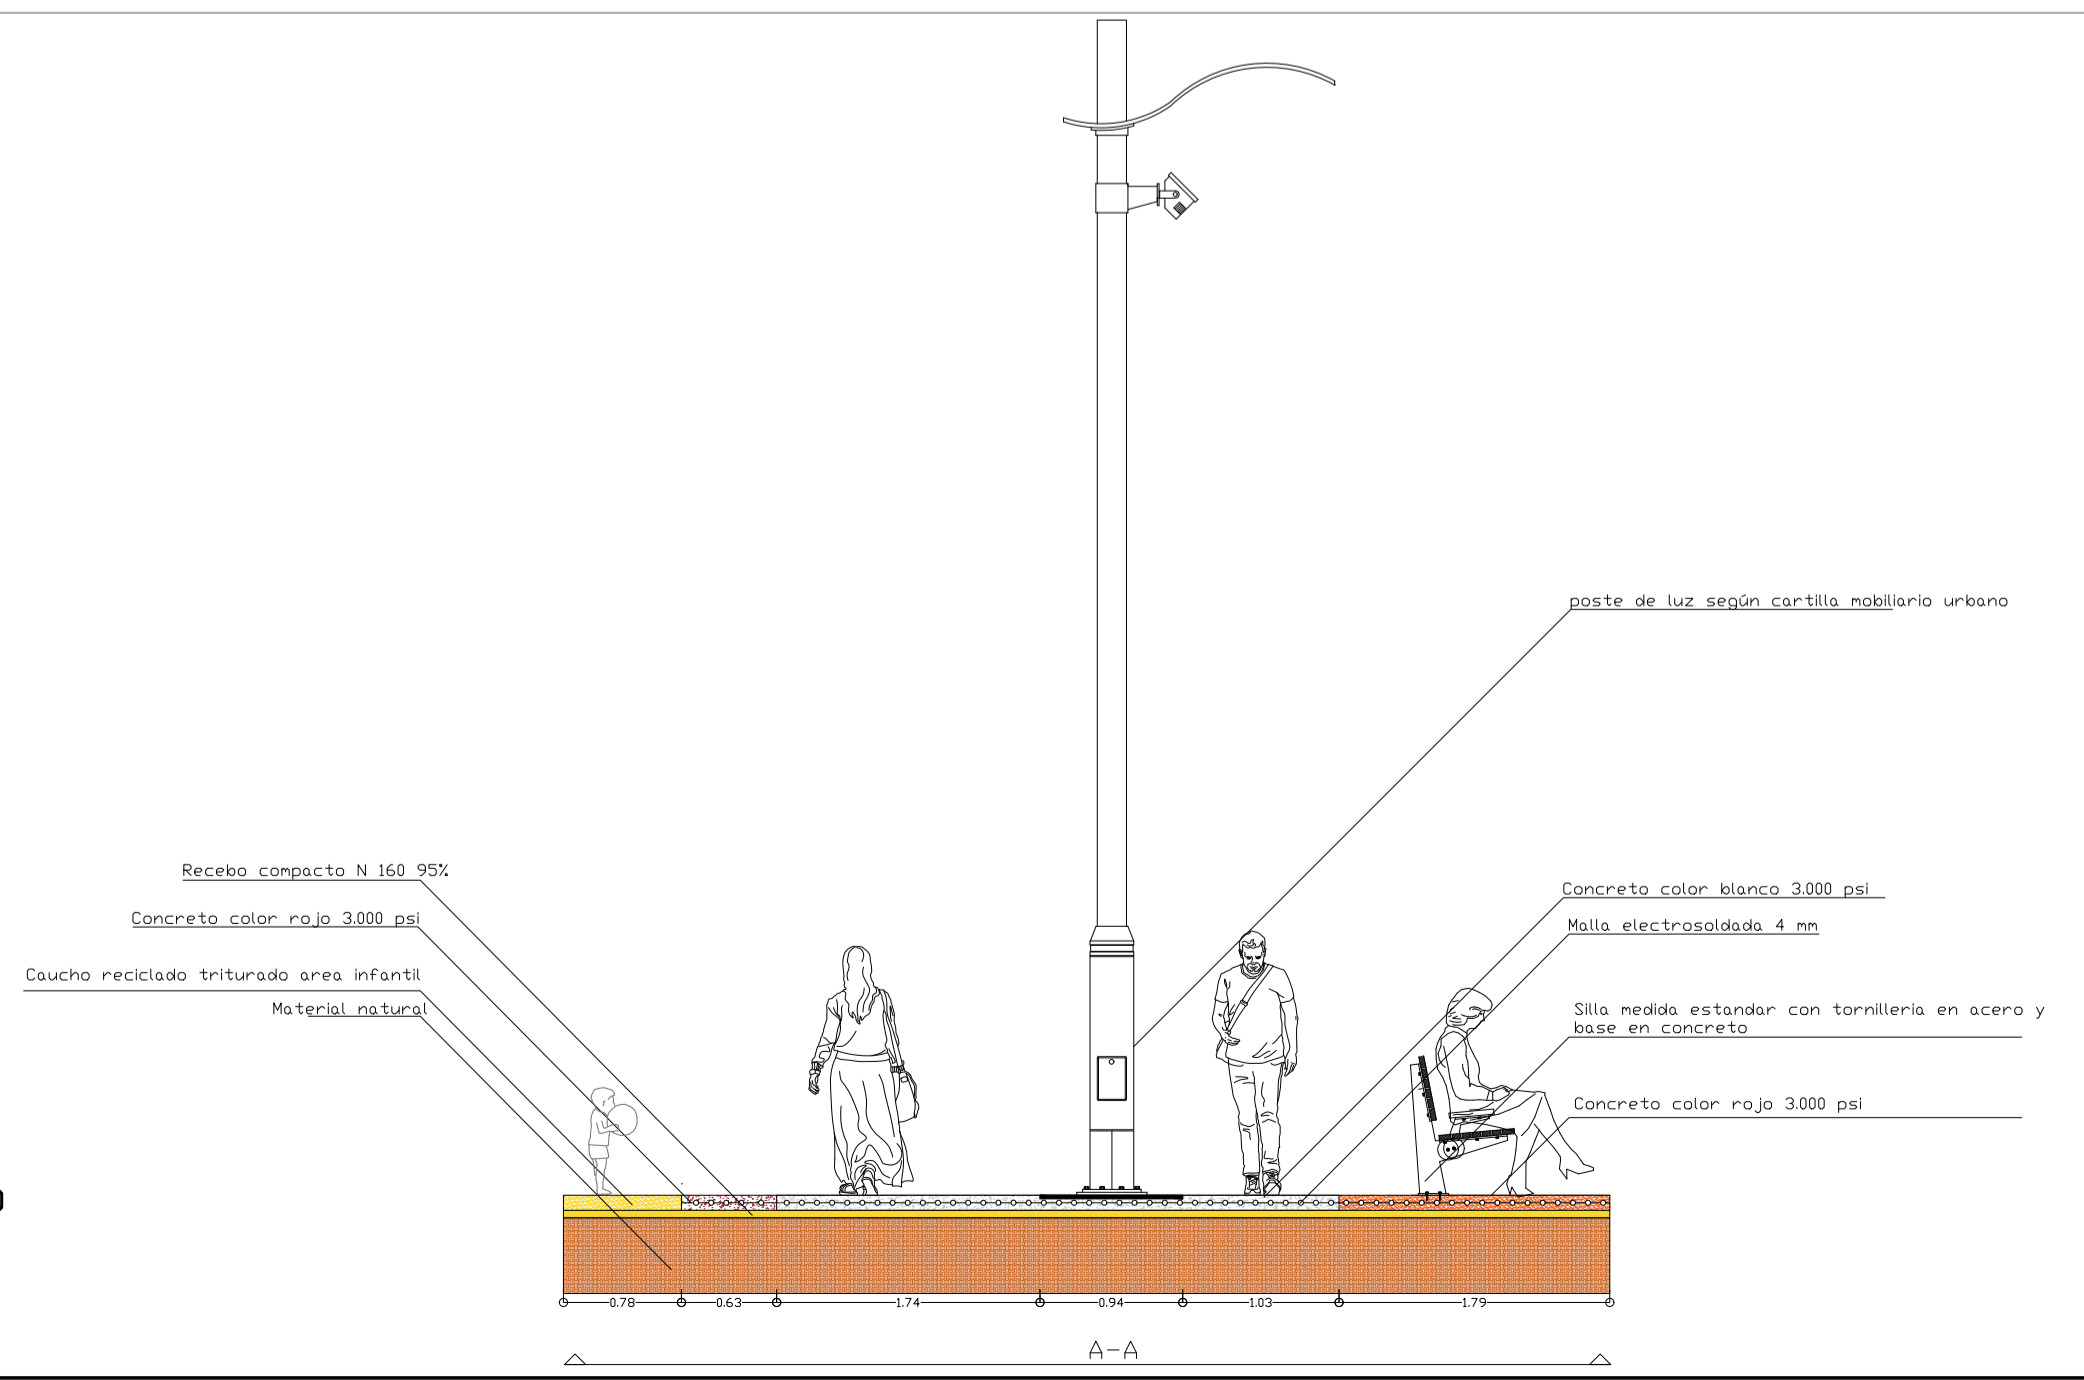 poste de luz según cartilla mobiliario urbano
Recebo compacto N 160 95%
Concreto color rojo 3.000 psi
Caucho reciclado triturado area infantil
Material natural
Concreto color blanco 3.000 psi
Malla electrosoldada 4 mm
Silla medida estandar con tornilleria en acero y
base en concreto
Concreto color rojo 3.000 psi
0.78 0.63 1.74 0.94 1.03 1.79
A-A